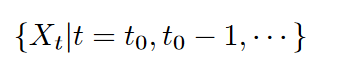 {X_t|t = t_0, t_0 − 1, ⋯}